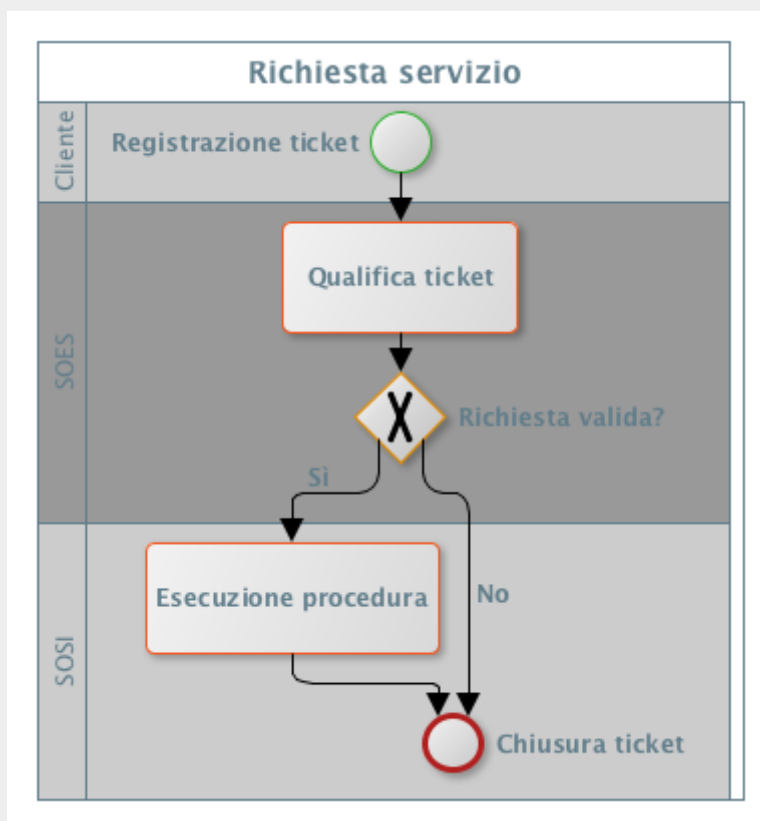 Richiesta servizio
Cliente
Registrazione ticket
SOES
Qualifica ticket
Richiesta valida?
Sì
SOSI
Esecuzione procedura
No
Chiusura ticket